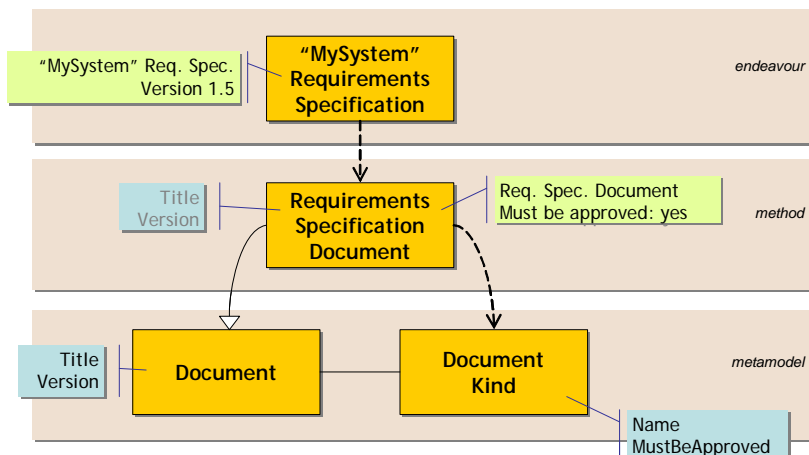 “MySystem” Req. Spec.
Version 1.5
“MySystem”
Requirements
Specification
endeavour
Title
Version
Requirements
Specification
Document
Req. Spec. Document
Must be approved: yes
method
Title
Version
Document
Document
Kind
metamodel
Name
MustBeApproved